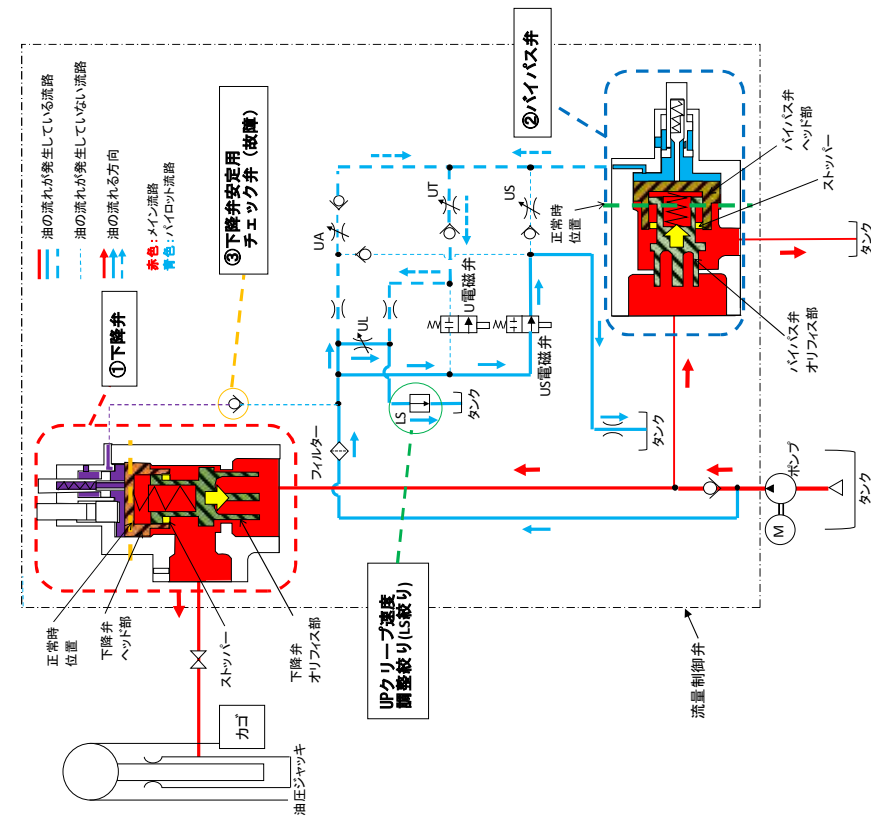 油の流れが発生している流路
油の流れが発生していない流路
油の流れる方向
赤色：メイン流路
青色：パイロット流路
①下降弁
③下降弁安定用
チェック弁（故障）
②バイパス弁
バイパス弁
ヘッド部
ストッパー
正常時
位置
バイパス弁
オリフィス部
タンク
UA
UT
US
UL
U電磁弁
US電磁弁
LS
タンク
タンク
フィルター
ポンプ
M
タンク
UPクリープ速度
調整絞り(LS絞り)
流量制御弁
正常時
位置
下降弁
ヘッド部
ストッパー
下降弁
オリフィス部
カゴ
油圧ジャッキ